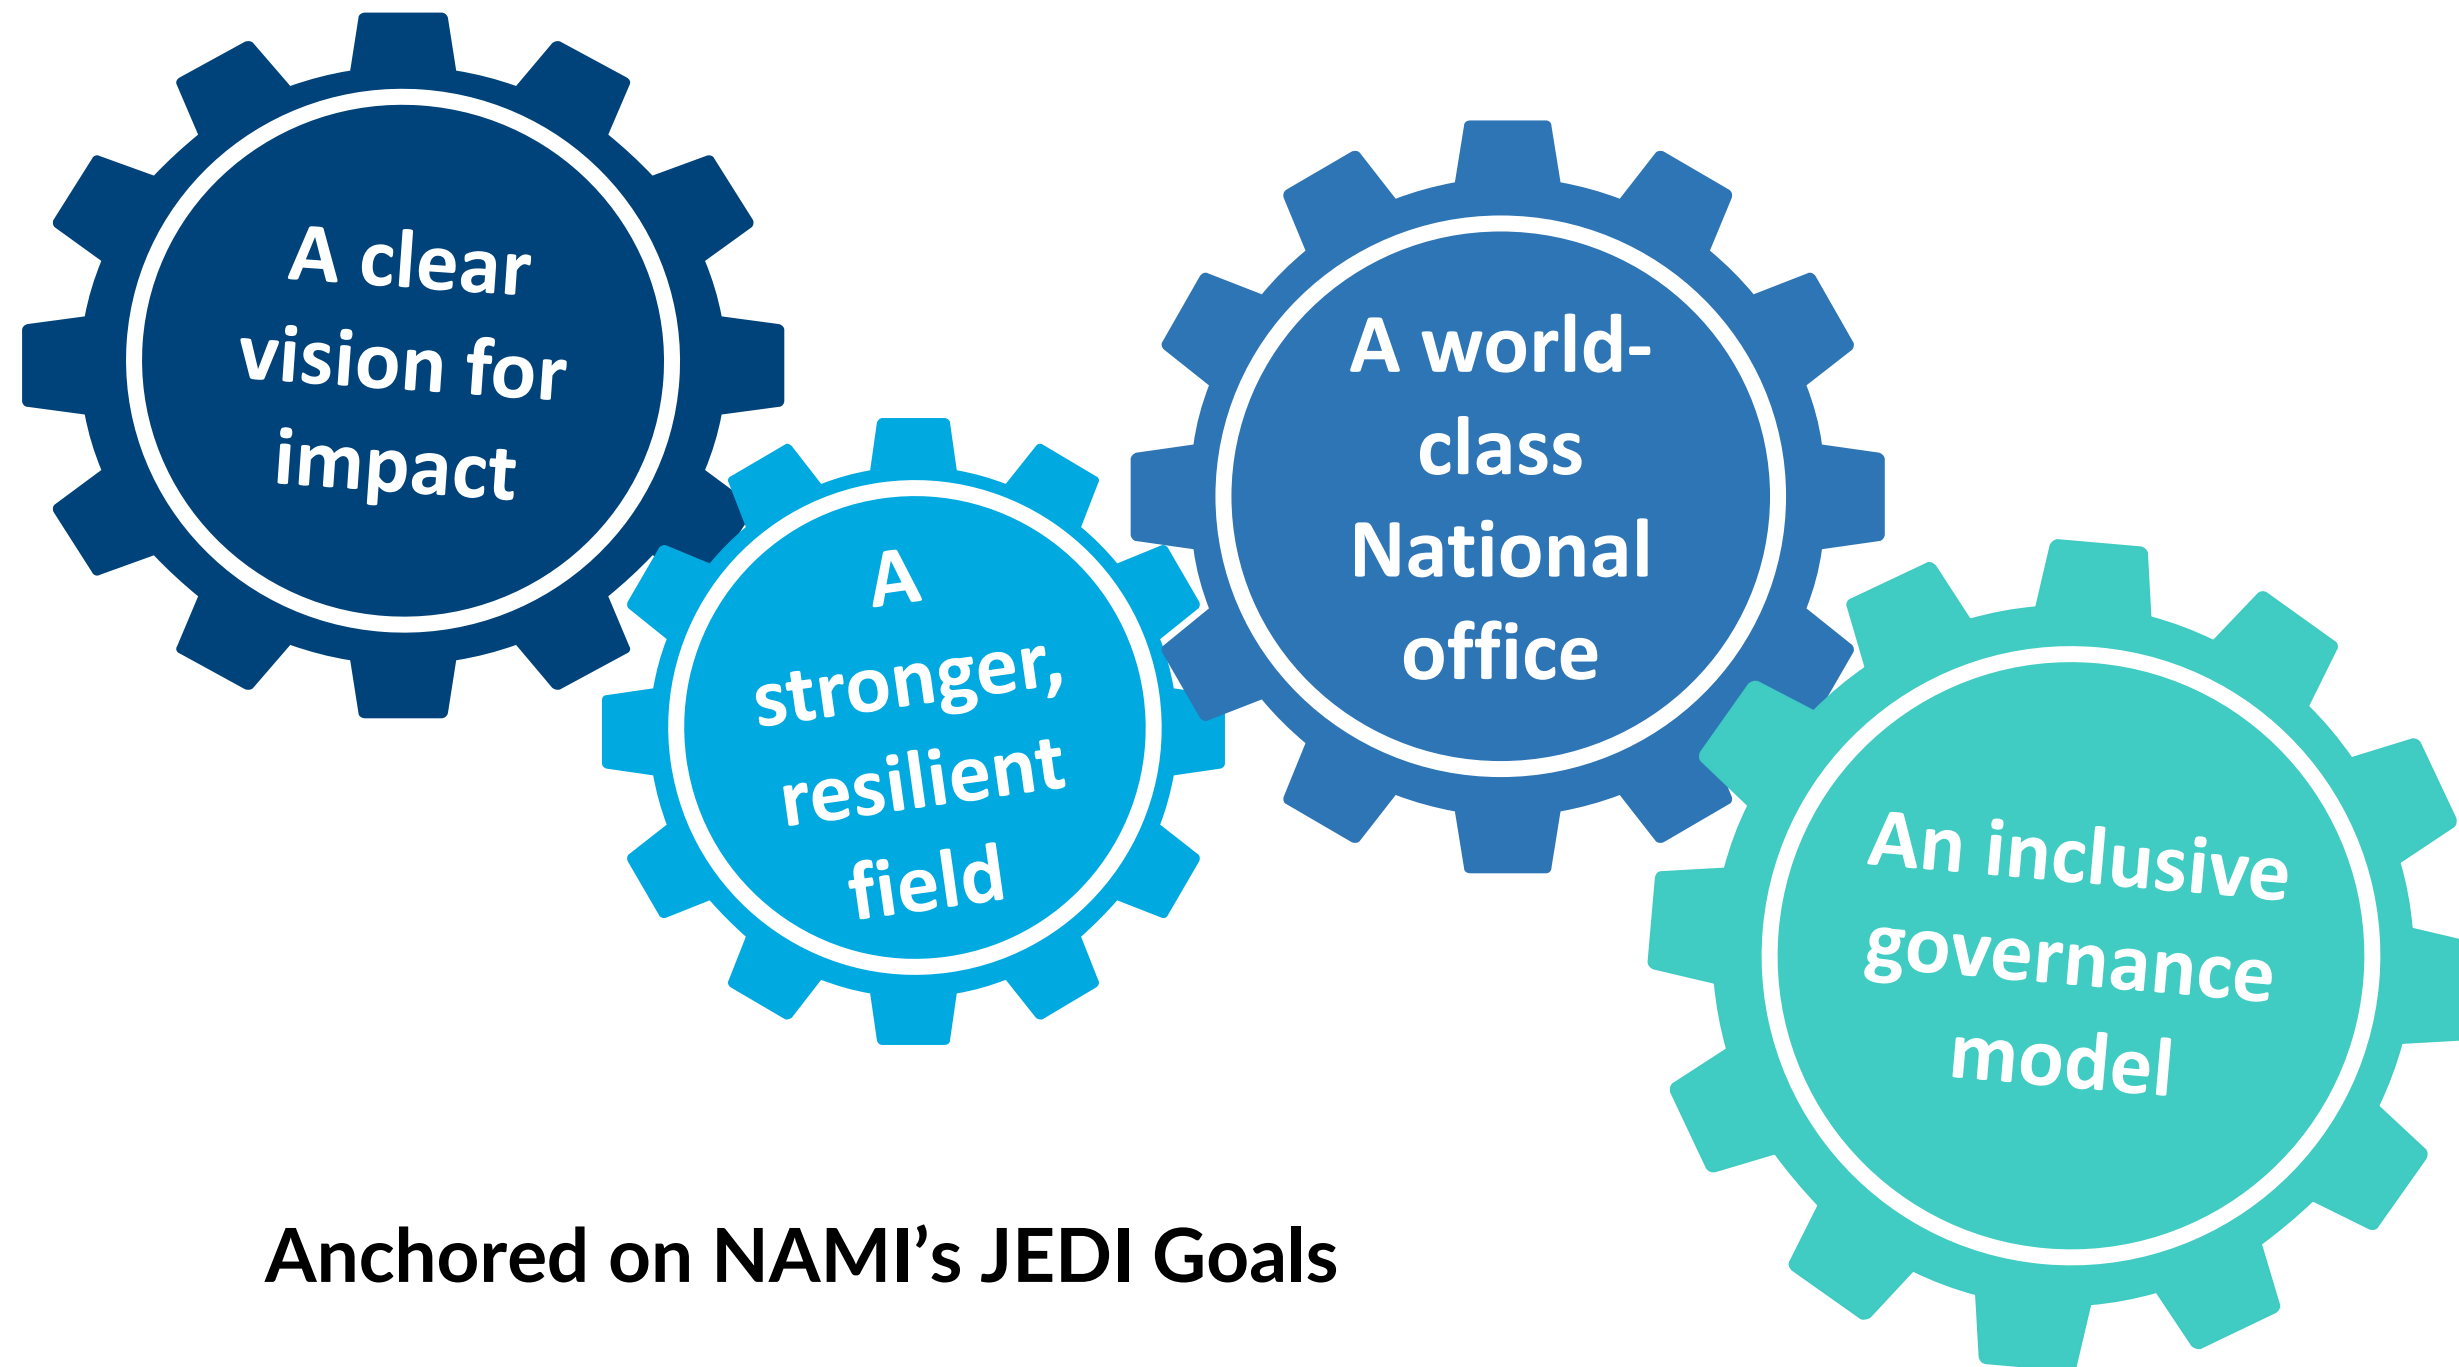 A clear
vision for
impact
A
stronger,
resilient
field
A world-
class
National
office
An inclusive
governance
model
Anchored on NAMI’s JEDI Goals